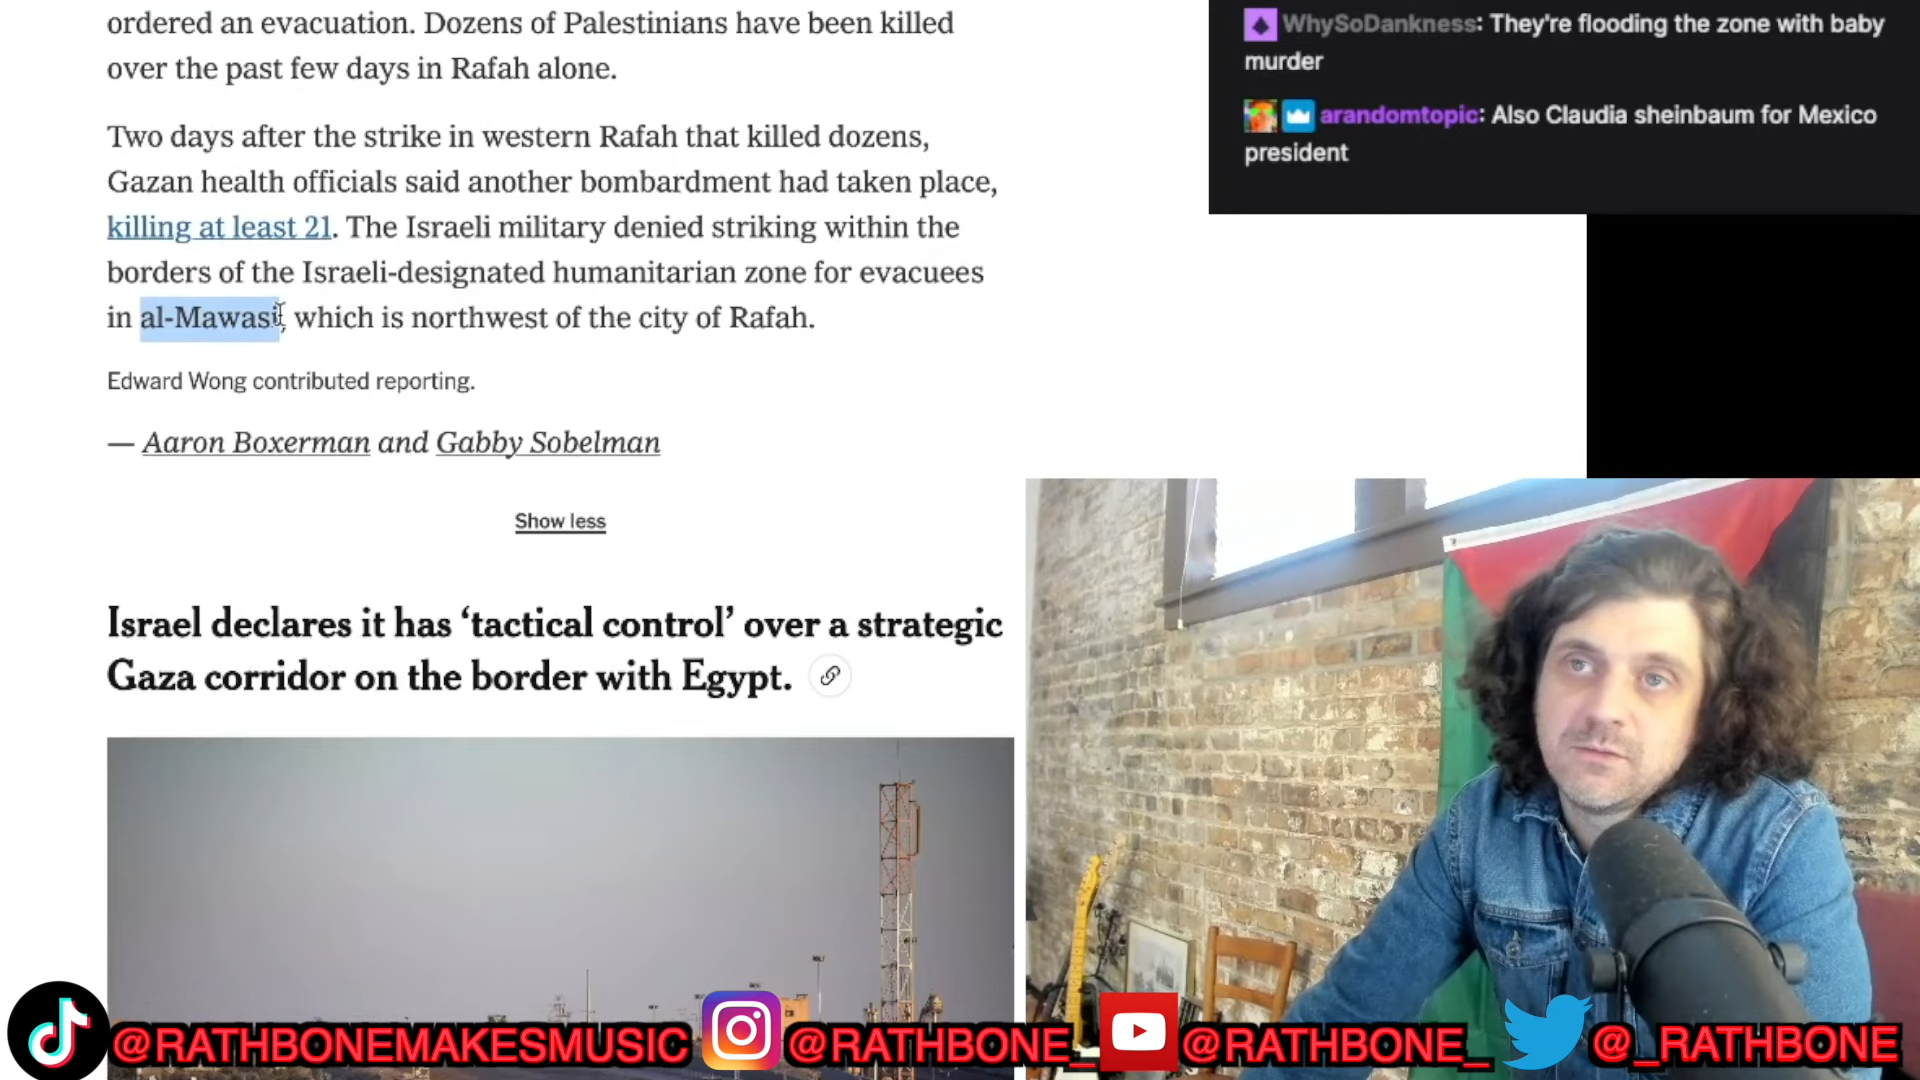 ordered an evacuation. Dozens of Palestinians have been killed
over the past few days in Rafah alone.
Two days after the strike in western Rafah that killed dozens,
Gazan health officials said another bombardment had taken place,
killing at least 21. The Israeli military denied striking within the
borders of the Israeli-designated humanitarian zone for evacuees
in al-Mawasi, which is northwest of the city of Rafah.
Edward Wong contributed reporting.
— Aaron Boxerman and Gabby Sobelman
Show less
Israel declares it has ‘tactical control’ over a strategic
Gaza corridor on the border with Egypt.
WhySoDankness: They're flooding the zone with baby
murder
arandomtopic: Also Claudia sheinbaum for Mexico
president
@RATHBONEMAKESMUSIC @RATHBONE_ @RATHBONE_ @_RATHBONE